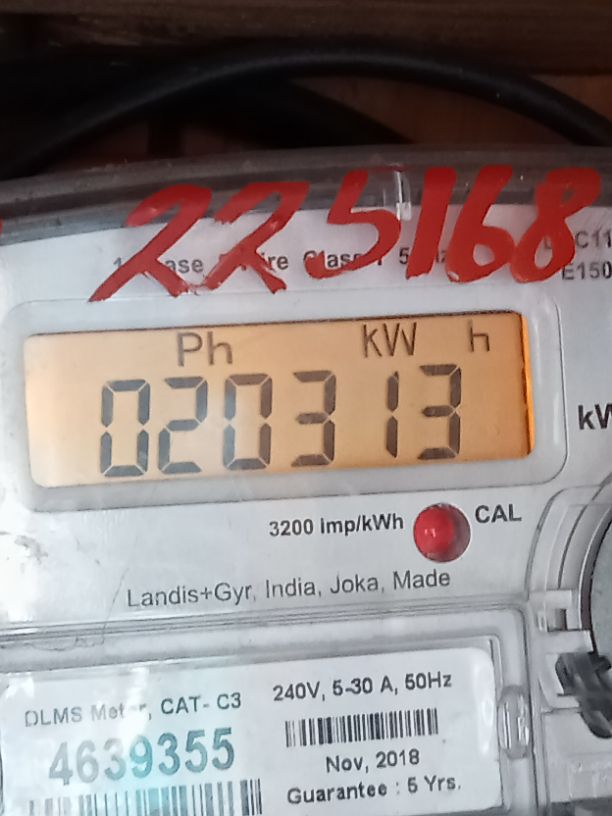 225168
Ph kW h
020313
3200 imp/kWh CAL
Landis+Gyr, India, Joka, Made
DLMS Meter, CAT- C3
4639355
240V, 5-30 A, 50Hz
Nov, 2018
Guarantee : 5 Yrs.